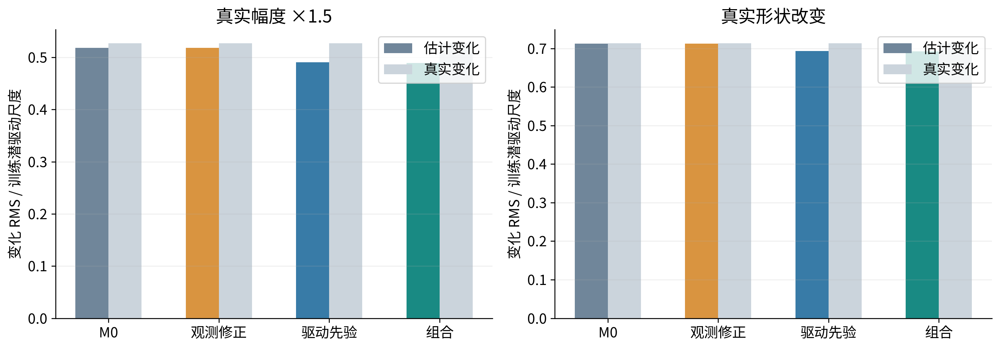 真实幅度 ×1.5
变化 RMS / 训练潜驱动尺度
0.5
0.4
0.3
0.2
0.1
0.0
估计变化
真实变化
M0
观测修正
驱动先验
组合
真实形状改变
变化 RMS / 训练潜驱动尺度
0.7
0.6
0.5
0.4
0.3
0.2
0.1
0.0
估计变化
真实变化
M0
观测修正
驱动先验
组合